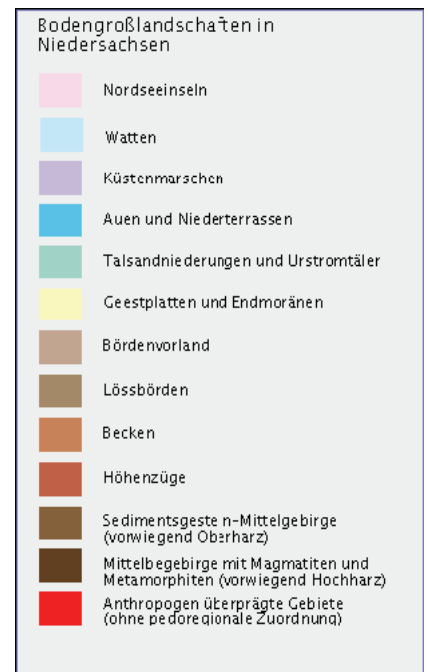 Bodengroßlandschaften in
Niedersachsen
Nordseeinseln
Watten
Küstenmarschen
Auen und Niederterrassen
Talsandniederungen und Urstromtäler
Geestplatten und Endmoränen
Bördenvorland
Lössbörden
Becken
Höhenzüge
Sedimentsgestein-Mittelgebirge
(vorwiegend Oberharz)
Mittelbegebirge mit Magmatiten und
Metamorphiten (vorwiegend Hochharz)
Anthropogen überprägte Gebiete
(ohne pedoregionale Zuordnung)